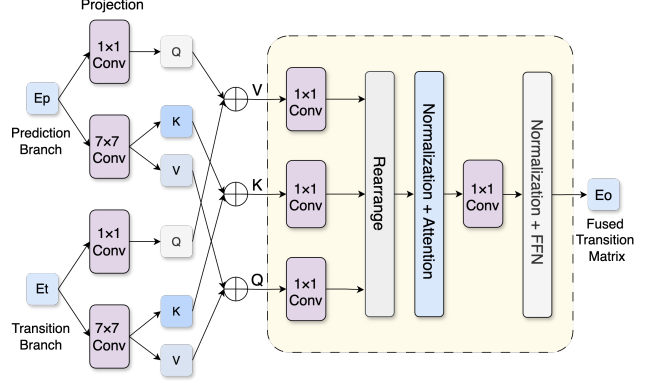 Projection
1×1
Conv
Q
Ep
Prediction
Branch
7×7
Conv
K
V
1×1
Conv
Q
Et
Transition
Branch
7×7
Conv
K
V
V
K
Q
1×1
Conv
1×1
Conv
1×1
Conv
Rearrange
Normalization + Attention
1×1
Conv
Normalization + FFN
Eo
Fused
Transition
Matrix